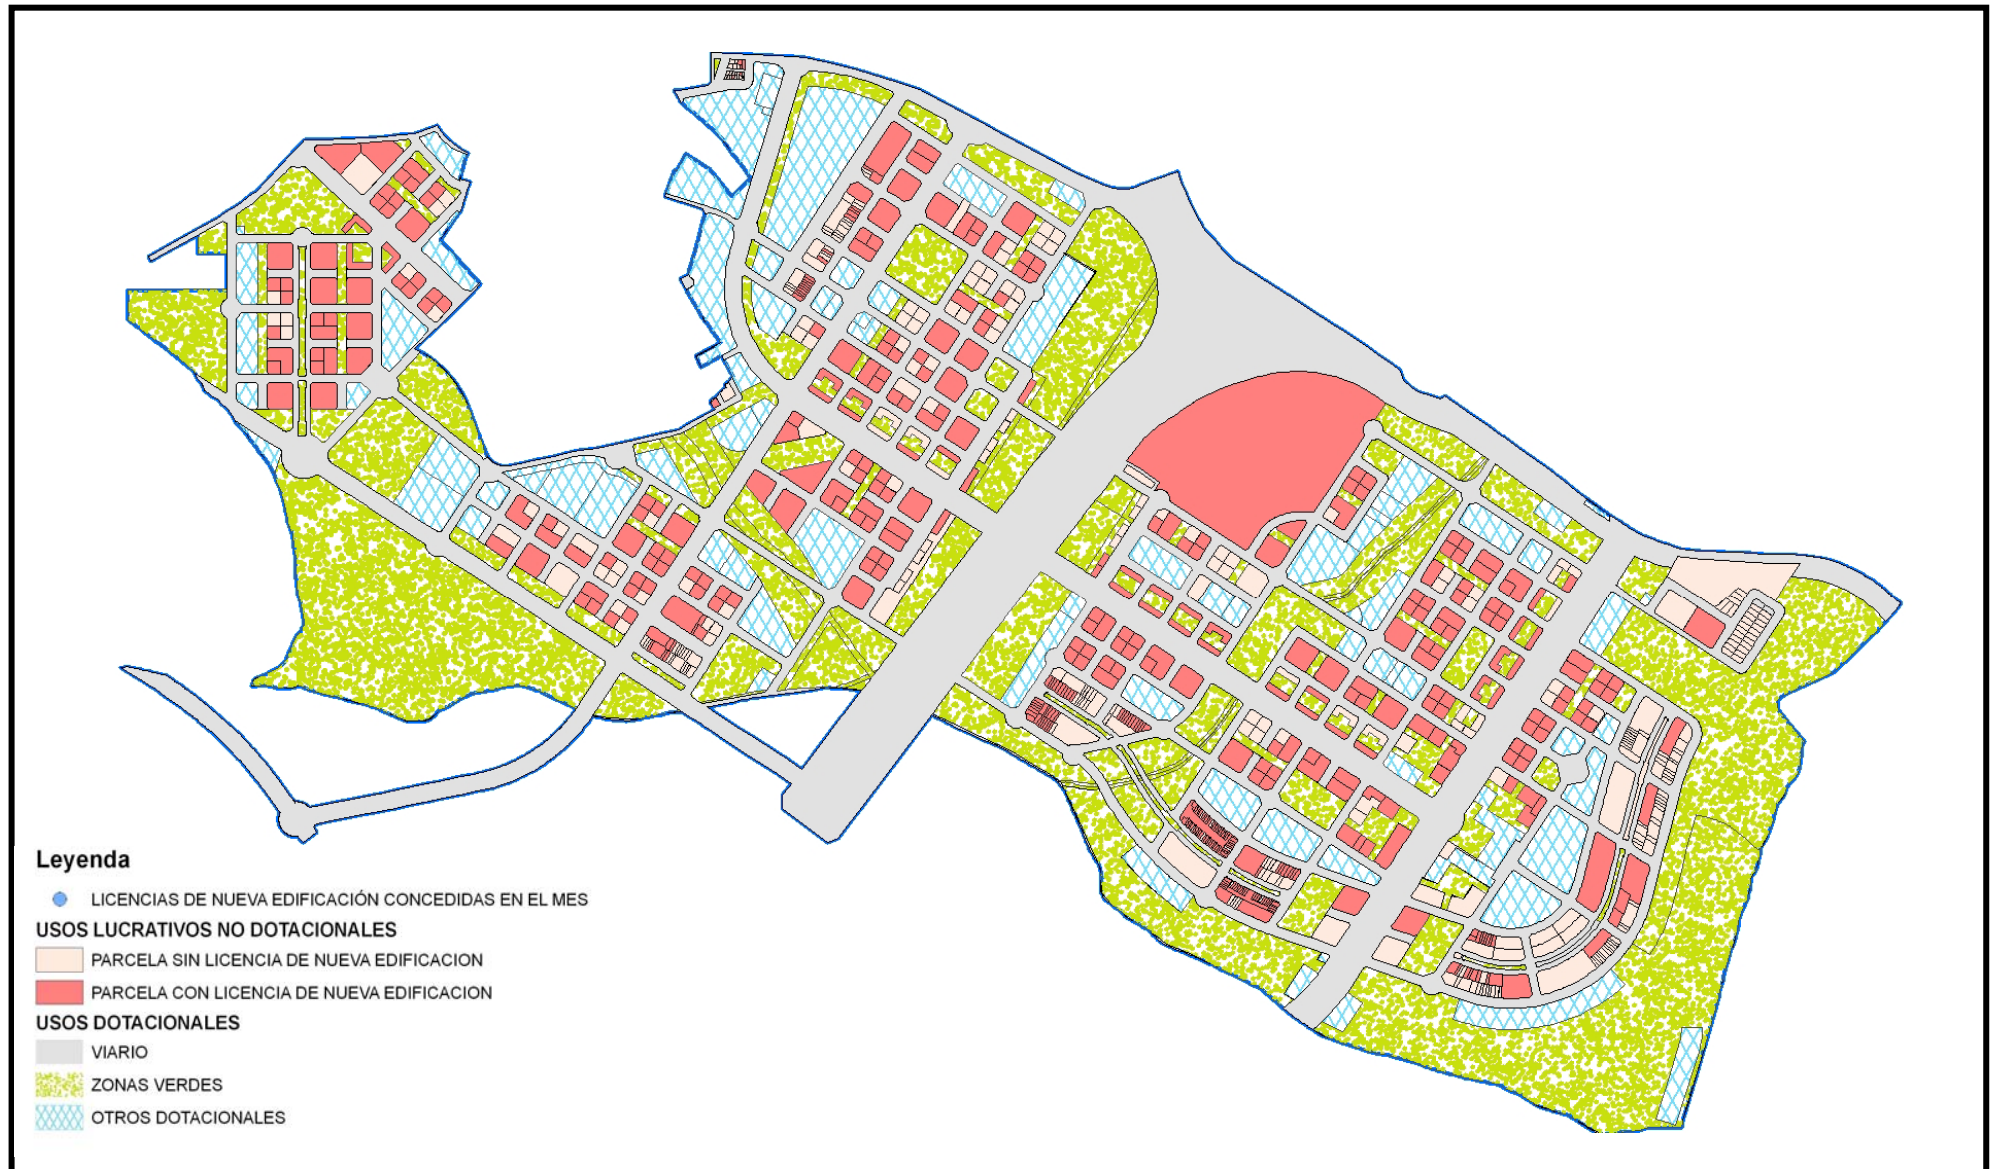 Leyenda
LICENCIAS DE NUEVA EDIFICACIÓN CONCEDIDAS EN EL MES
USOS LUCRATIVOS NO DOTACIONALES
PARCELA SIN LICENCIA DE NUEVA EDIFICACION
PARCELA CON LICENCIA DE NUEVA EDIFICACION
USOS DOTACIONALES
VIARIO
ZONAS VERDES
OTROS DOTACIONALES